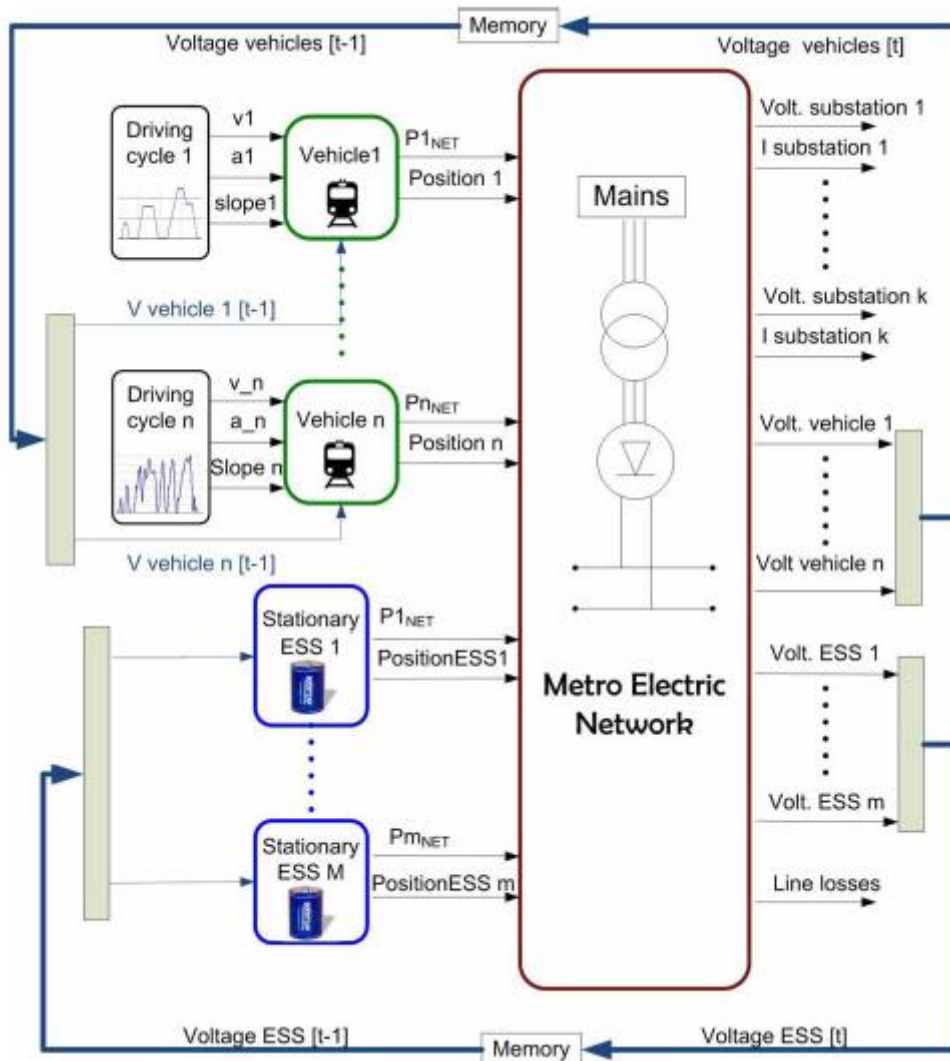 Memory
Voltage vehicles [t-1]
Voltage vehicles [t]
Driving
cycle 1
v1
a1
slope1
Vehicle1
P1NET
Position 1
V vehicle 1 [t-1]
Driving
cycle n
v_n
a_n
Slope n
Vehicle n
PnNET
Position n
V vehicle n [t-1]
Stationary
ESS 1
P1NET
PositionESS1
Stationary
ESS M
PmNET
PositionESS m
Mains
Metro Electric
Network
Volt. substation 1
I substation 1
Volt. substation k
I substation k
Volt. vehicle 1
Volt vehicle n
Volt. ESS 1
Volt. ESS m
Line losses
Voltage ESS [t-1]
Memory
Voltage ESS [t]